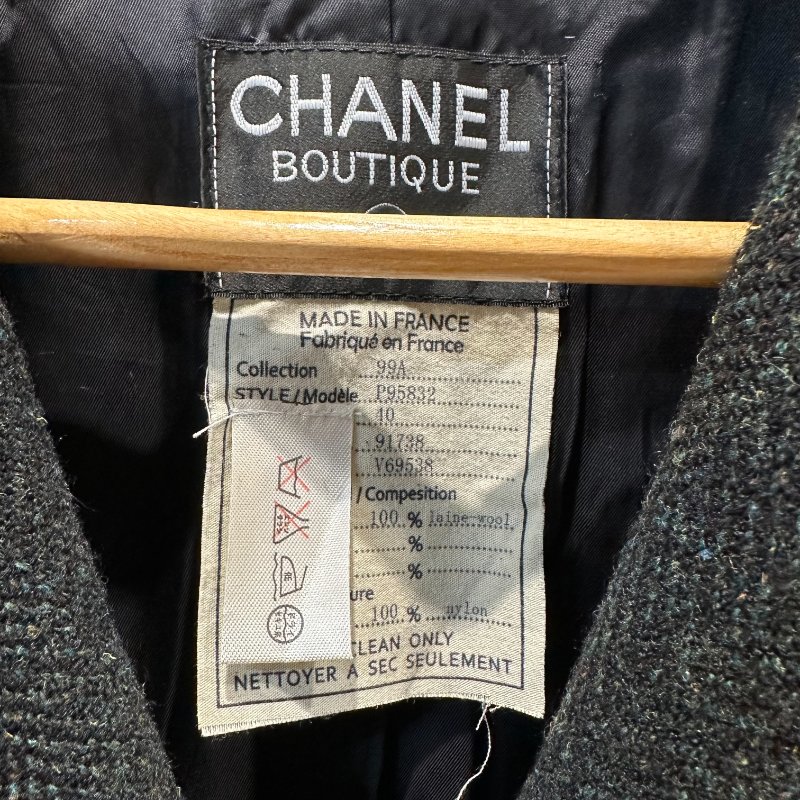 CHANEL
BOUTIQUE
MADE IN FRANCE
Fabriqué en France
Collection 99A
STYLE/Modèle P95832
40
91738
V69538
/ Compesition
100 % laine-wool
%
%
ure
100 % nylon
CLEAN ONLY
NETTOYER A SEC SEULEMENT